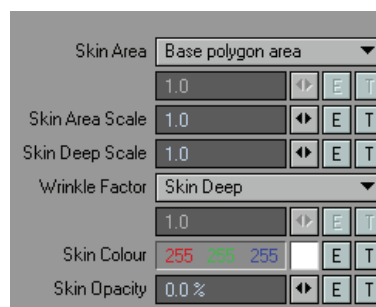 Skin Area Base polygon area
1.0 E T
Skin Area Scale 1.0 E T
Skin Deep Scale 1.0 E T
Wrinkle Factor Skin Deep
1.0 E T
Skin Colour 255 255 255 E T
Skin Opacity 0.0 % E T